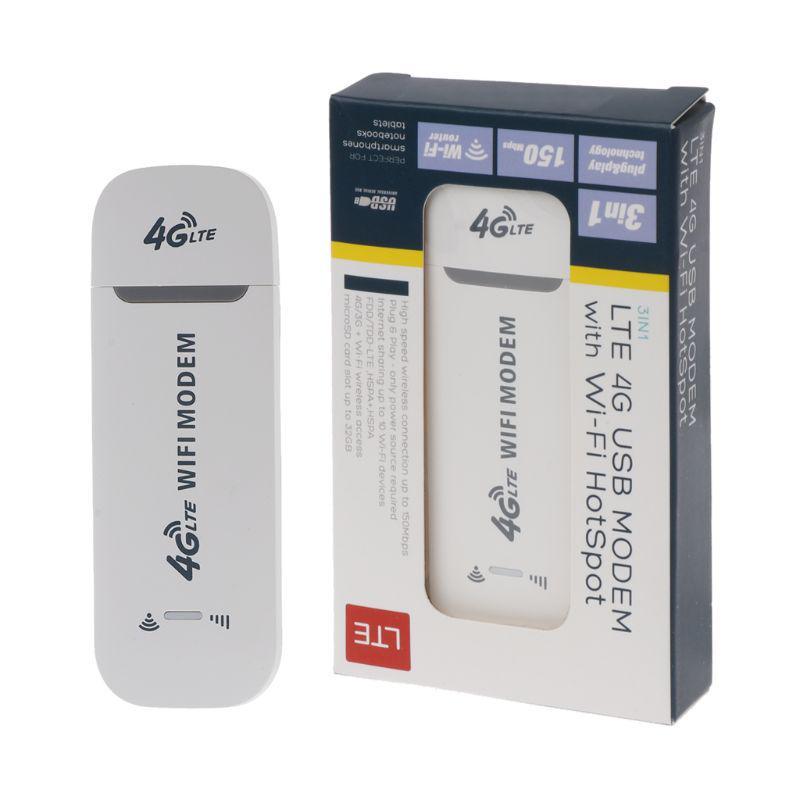 4G LTE
4G LTE WIFI MODEM
PERFECT FOR
smartphones
notebooks
tablets
Wi-Fi
router
150 Mbps
plug&play
technology
3in1
USB
UNIVERSAL SERIAL BUS
4G LTE
4G LTE WIFI MODEM
High speed wireless connection up to 150Mbps
Plug & Play - only power source required
Internet sharing up to 10 Wi-Fi devices
FDD/TDD-LTE ,HSPA+,HSPA
4G/3G + Wi-Fi wireless access
microSD card slot up to 32GB
LTE
3IN1
LTE 4G USB MODEM
with Wi-Fi HotSpot
3IN1
LTE 4G USB MODEM
with Wi-Fi HotSpot